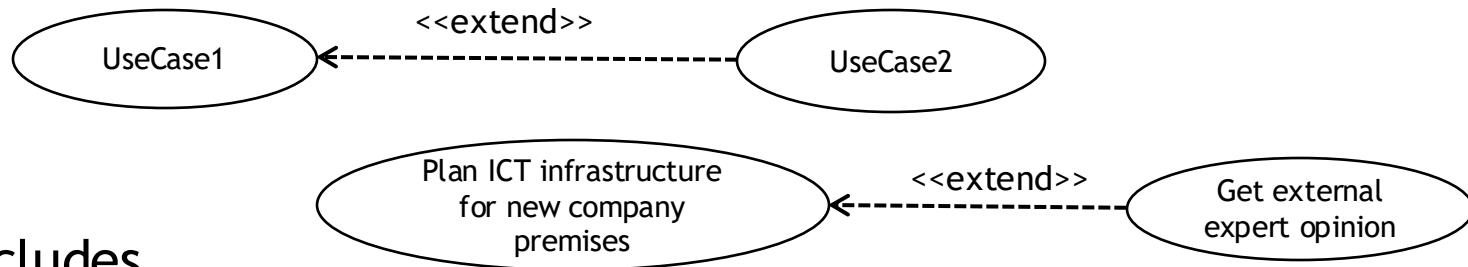 <<extend>>
UseCase1
UseCase2
Plan ICT infrastructure
for new company
premises
<<extend>>
Get external
expert opinion